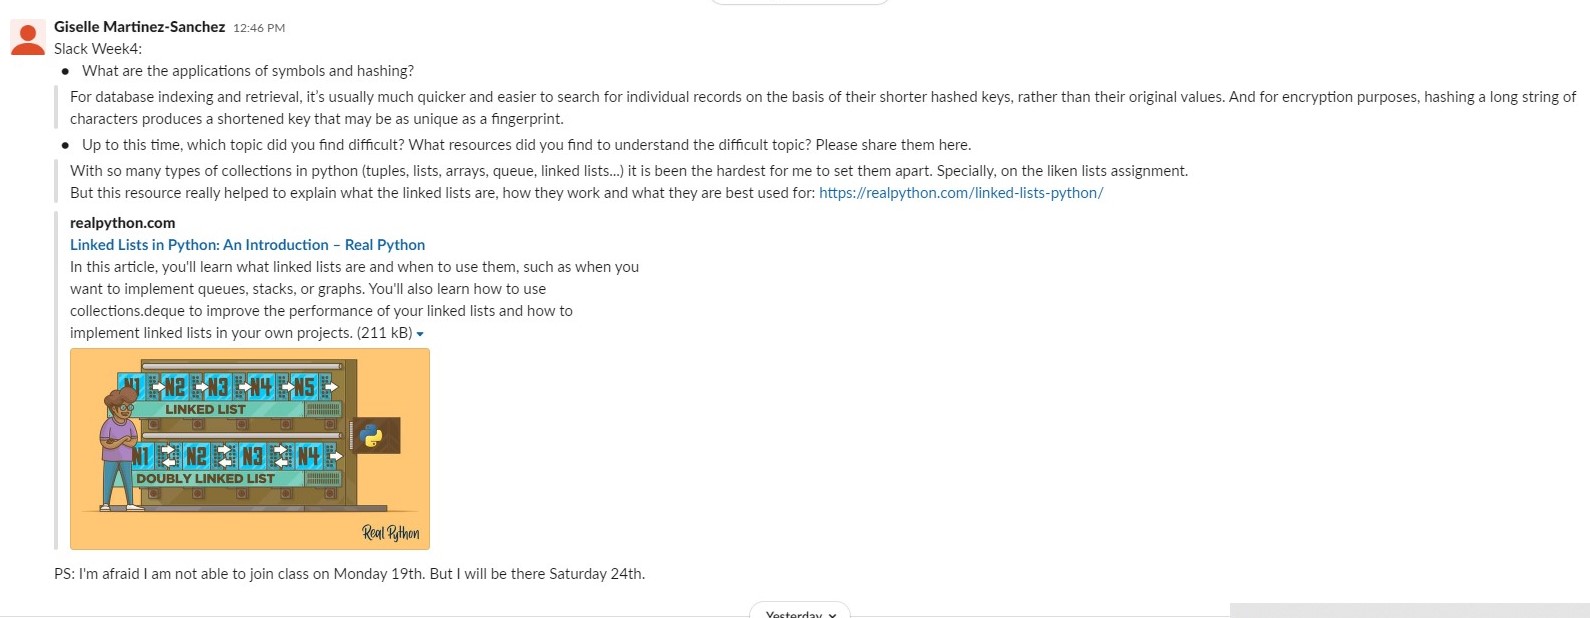 Giselle Martinez-Sanchez 12:46 PM
Slack Week4:
• What are the applications of symbols and hashing?
For database indexing and retrieval, it's usually much quicker and easier to search for individual records on the basis of their shorter hashed keys, rather than their original values. And for encryption purposes, hashing a long string of
characters produces a shortened key that may be as unique as a fingerprint.
• Up to this time, which topic did you find difficult? What resources did you find to understand the difficult topic? Please share them here.
With so many types of collections in python (tuples, lists, arrays, queue, linked lists...) it is been the hardest for me to set them apart. Specially, on the liken lists assignment.
But this resource really helped to explain what the linked lists are, how they work and what they are best used for: https://realpython.com/linked-lists-python/
realpython.com
Linked Lists in Python: An Introduction – Real Python
In this article, you'll learn what linked lists are and when to use them, such as when you
want to implement queues, stacks, or graphs. You'll also learn how to use
collections.deque to improve the performance of your linked lists and how to
implement linked lists in your own projects. (211 kB)
N1 N2 N3 N4 N5
LINKED LIST
N1 N2 N3 N4
DOUBLY LINKED LIST
Real Python
PS: I'm afraid I am not able to join class on Monday 19th. But I will be there Saturday 24th.
Yesterday